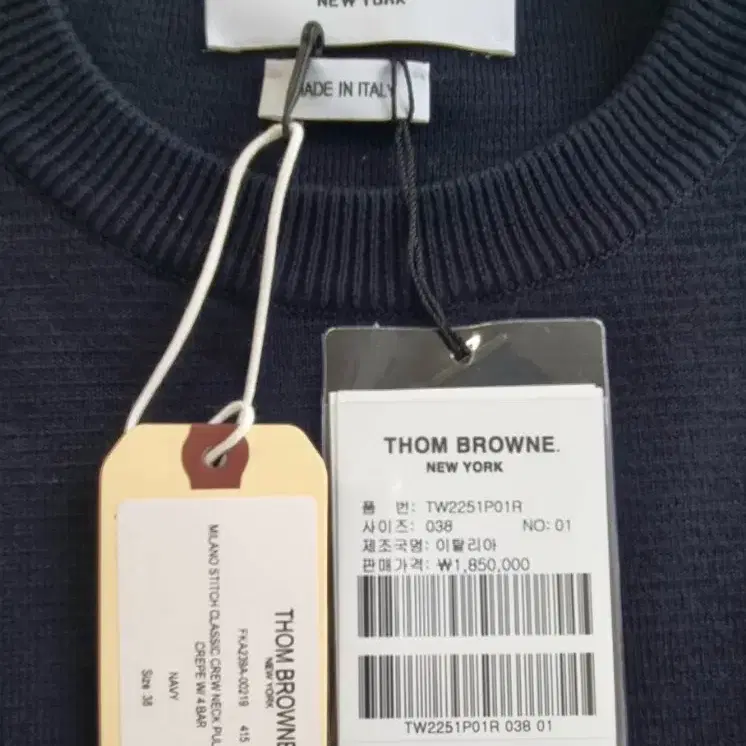 NEW YORK
MADE IN ITALY
THOM BROWNE.
NEW YORK
품 번: TW2251P01R
사이즈: 038 NO: 01
제조국명: 이탈리아
판매가격: ₩1,850,000
TW2251P01R 038 01
THOM BROWNE
NEW YORK
FKA239A-00219 415
MILANO STITCH CLASSIC CREW NECK PUL
CREPE W/ 4 BAR
NAVY
Size 38